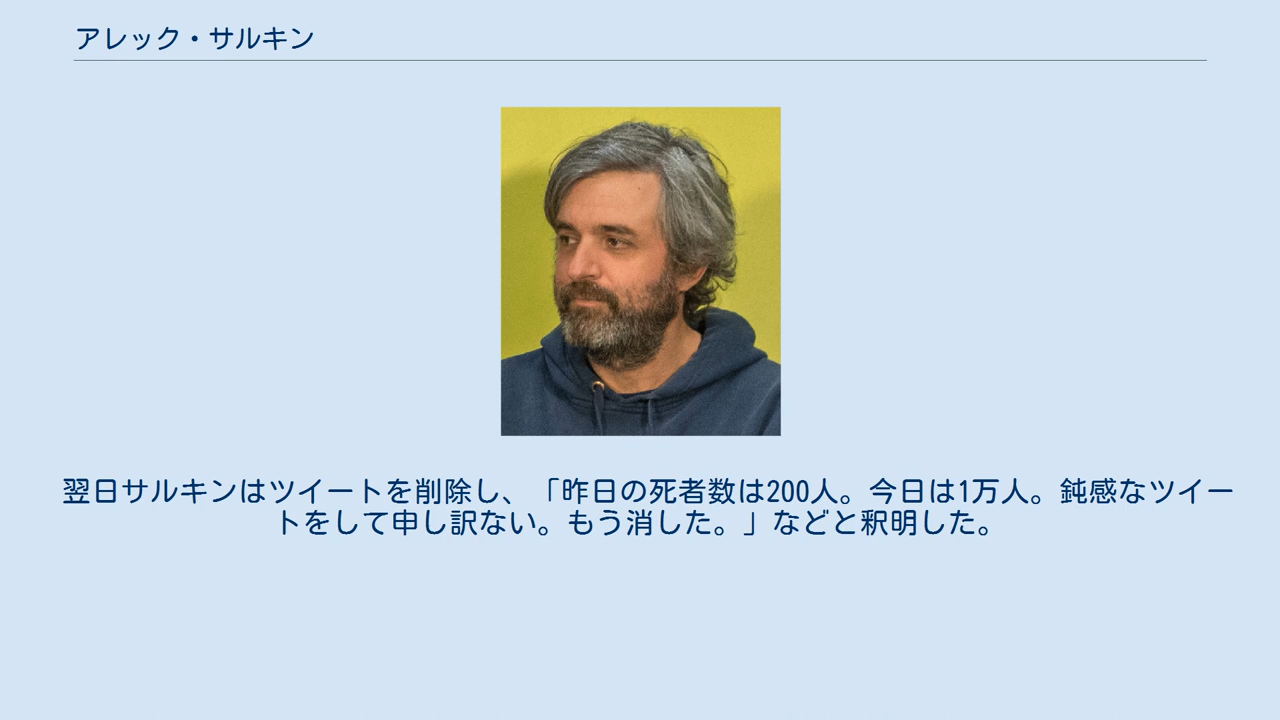 アレック・サルキン
翌日サルキンはツイートを削除し、「昨日の死者数は200人。今日は1万人。鈍感なツイー
トをして申し訳ない。もう消した。」などと釈明した。